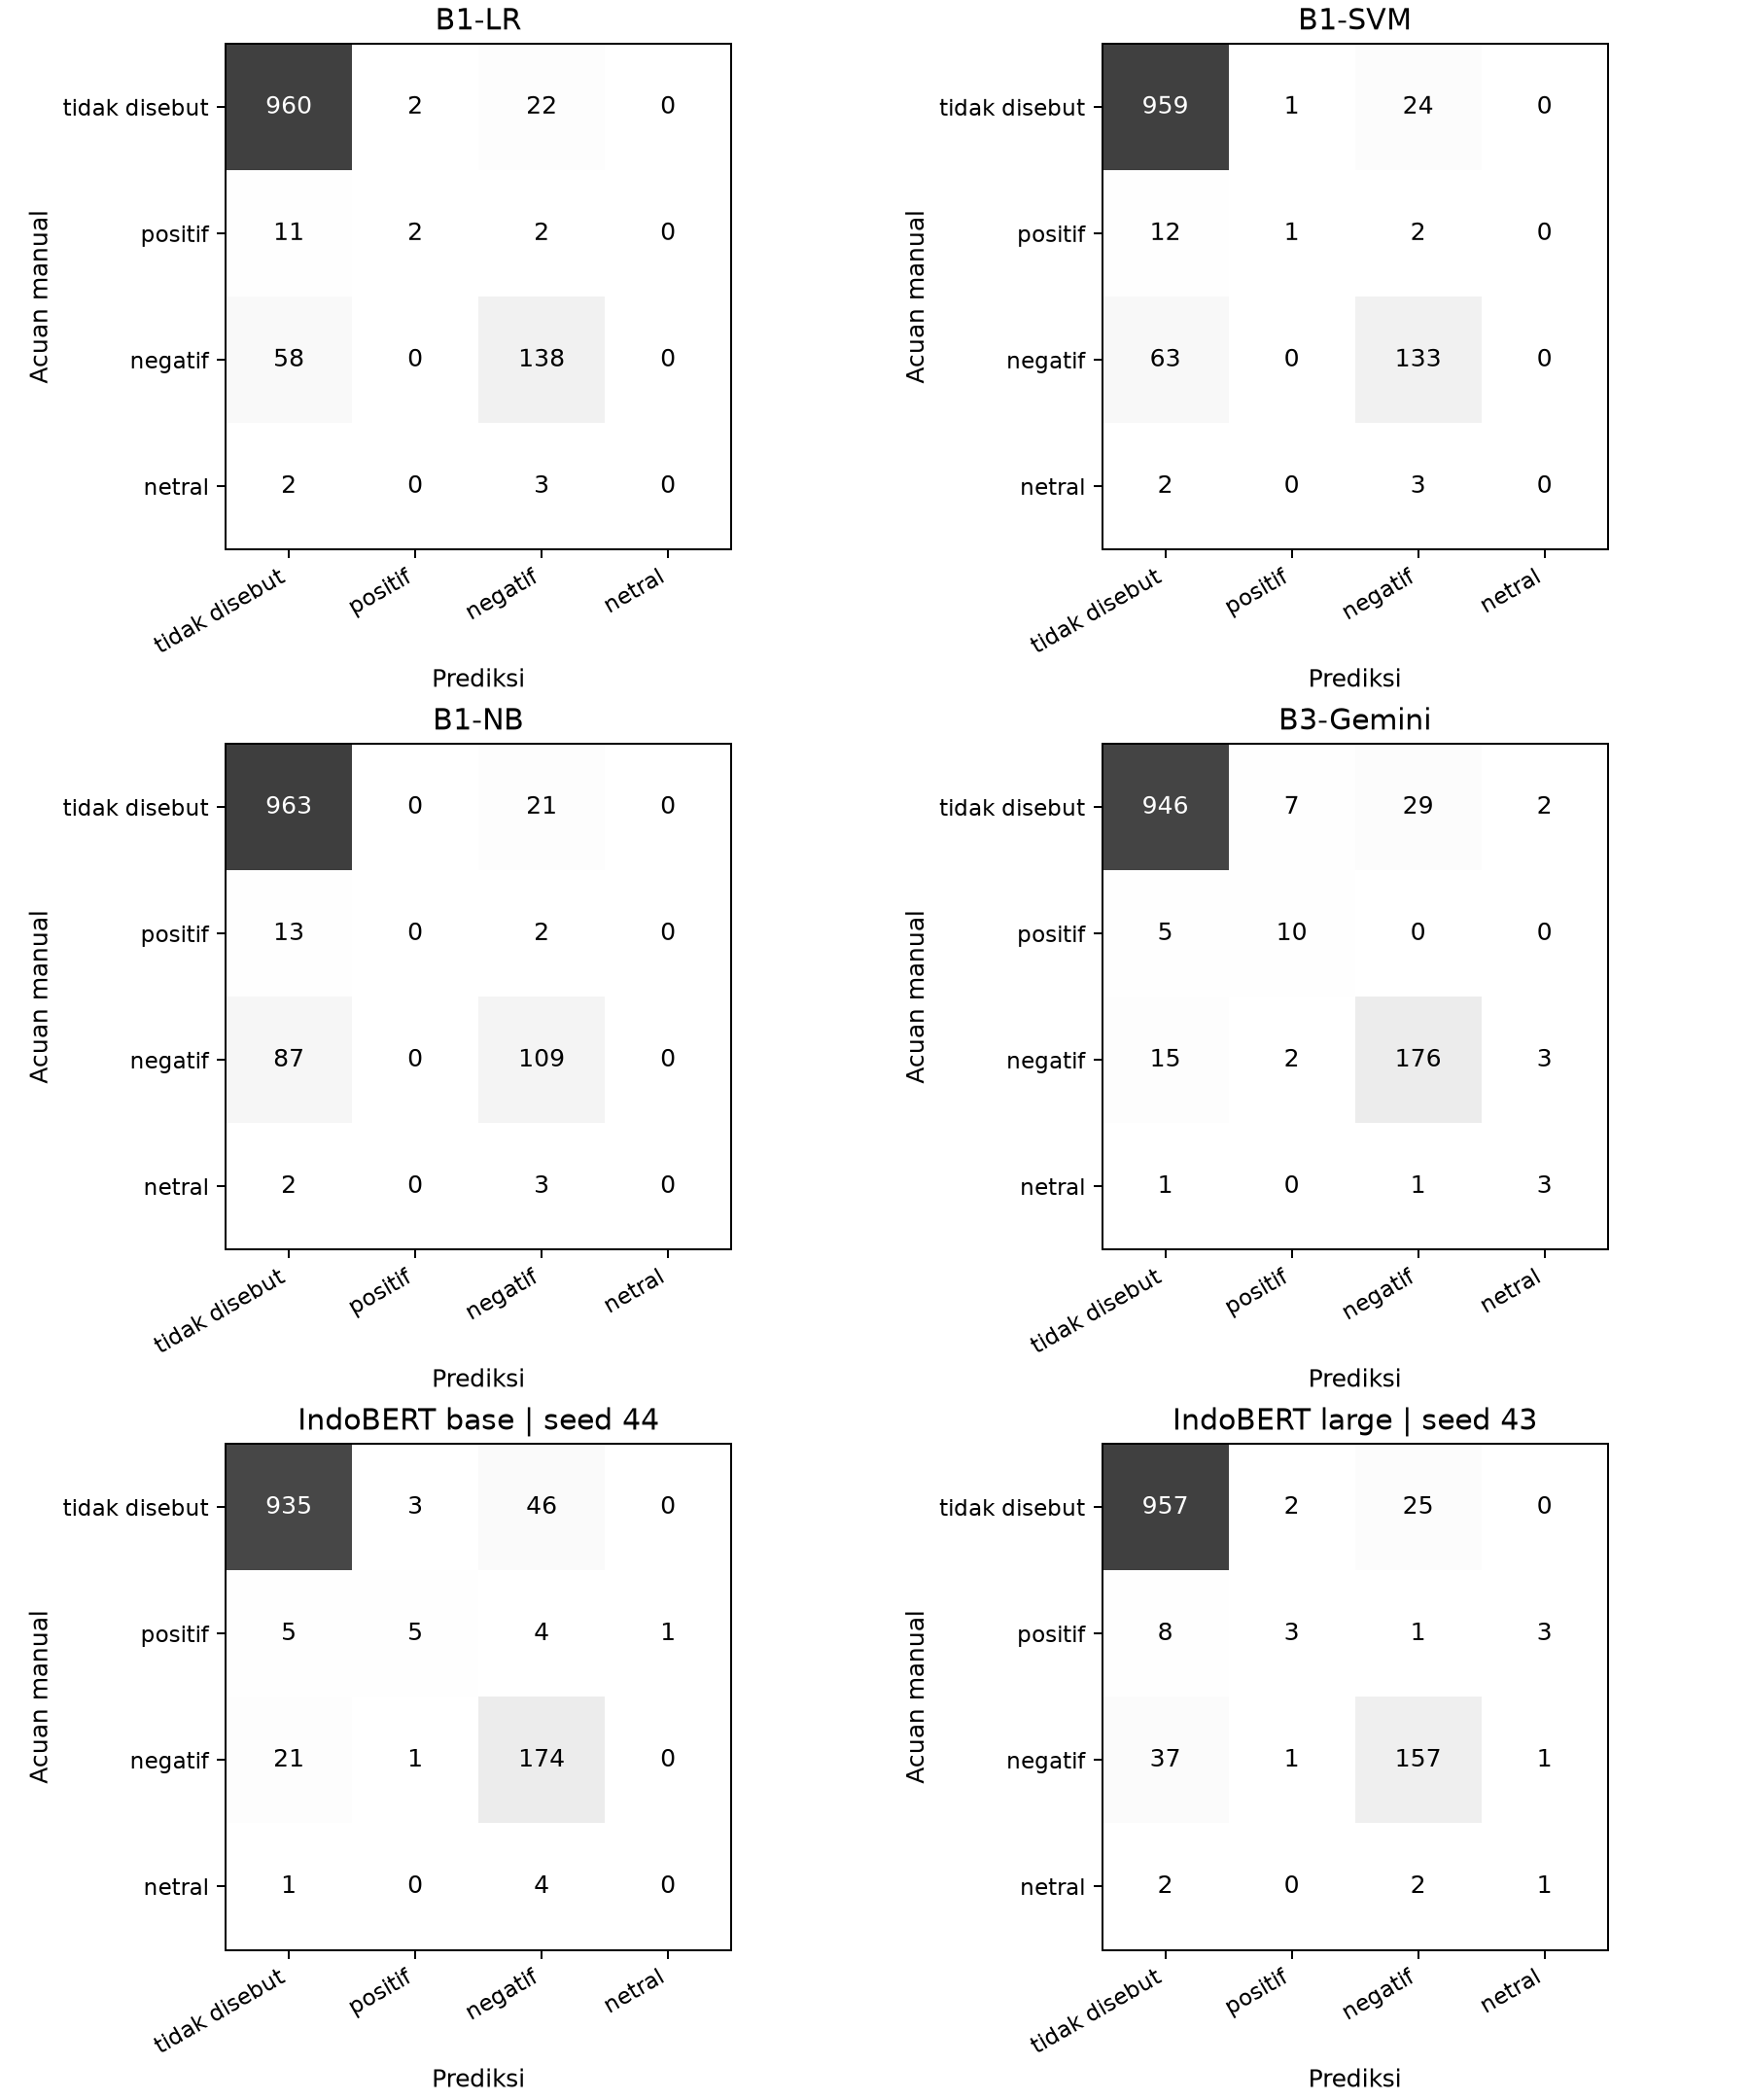 B1-LR
B1-SVM
tidak disebut 960 2 22 0
tidak disebut 959 1 24 0
positif 11 2 2 0
positif 12 1 2 0
Acuan manual
Acuan manual
negatif 58 0 138 0
negatif 63 0 133 0
netral 2 0 3 0
netral 2 0 3 0
tidak disebut positif negatif netral
tidak disebut positif negatif netral
Prediksi
Prediksi
B1-NB
B3-Gemini
tidak disebut 963 0 21 0
tidak disebut 946 7 29 2
positif 13 0 2 0
positif 5 10 0 0
Acuan manual
Acuan manual
negatif 87 0 109 0
negatif 15 2 176 3
netral 2 0 3 0
netral 1 0 1 3
tidak disebut positif negatif netral
tidak disebut positif negatif netral
Prediksi
Prediksi
IndoBERT base | seed 44
IndoBERT large | seed 43
tidak disebut 935 3 46 0
tidak disebut 957 2 25 0
positif 5 5 4 1
positif 8 3 1 3
Acuan manual
Acuan manual
negatif 21 1 174 0
negatif 37 1 157 1
netral 1 0 4 0
netral 2 0 2 1
tidak disebut positif negatif netral
tidak disebut positif negatif netral
Prediksi
Prediksi